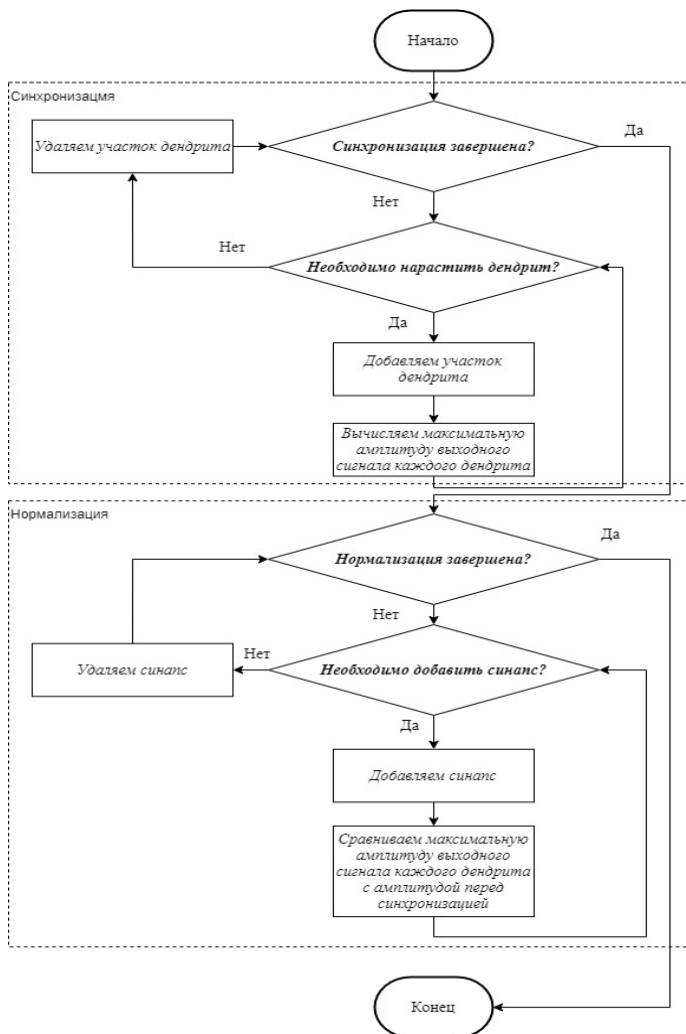 Начало
Синхронизацмя
Да
Удаляем участок дендрита
Синхронизация завершена?
Нет
Нет
Необходимо нарастить дендрит?
Да
Добавляем участок
дендрита
Вычисляем максимальную
амплитуду выходного
сигнала каждого дендрита
Нормализация
Да
Нормализация завершена?
Нет
Нет
Удаляем синапс
Необходимо добавить синапс?
Да
Добавляем синапс
Сравниваем максимальную
амплитуду выходного
сигнала каждого дендрита
с амплитудой перед
синхронизацией
Конец